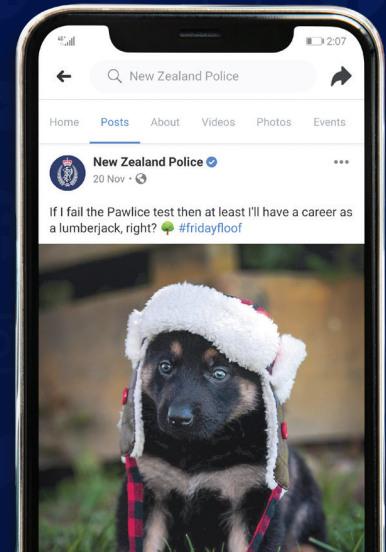 46
2:07
New Zealand Police
Home Posts About Videos Photos Events
New Zealand Police
20 Nov
If I fail the Pawlice test then at least I'll have a career as
a lumberjack, right? 🌳 #fridayfloof